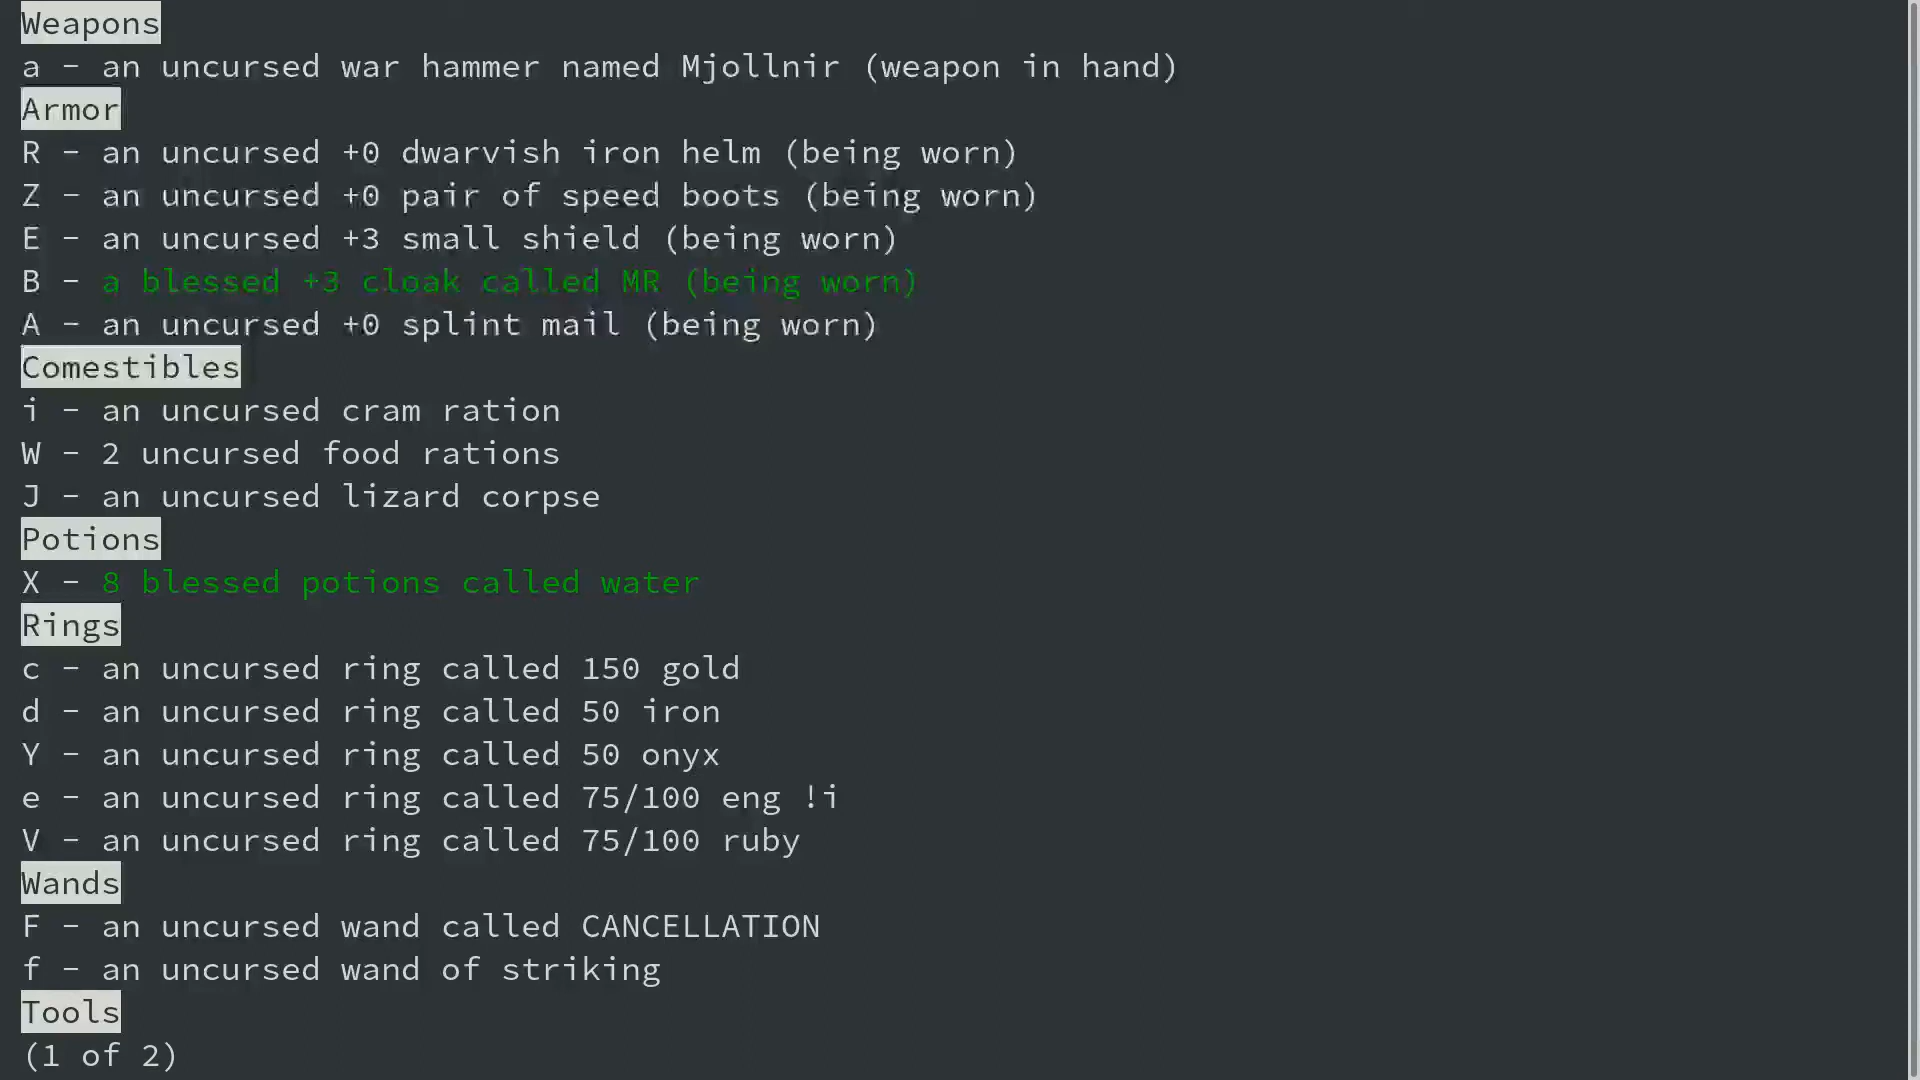 Weapons
a - an uncursed war hammer named Mjollnir (weapon in hand)
Armor
R - an uncursed +0 dwarvish iron helm (being worn)
Z - an uncursed +0 pair of speed boots (being worn)
E - an uncursed +3 small shield (being worn)
B - a blessed +3 cloak called MR (being worn)
A - an uncursed +0 splint mail (being worn)
Comestibles
i - an uncursed cram ration
W - 2 uncursed food rations
J - an uncursed lizard corpse
Potions
X - 8 blessed potions called water
Rings
c - an uncursed ring called 150 gold
d - an uncursed ring called 50 iron
Y - an uncursed ring called 50 onyx
e - an uncursed ring called 75/100 eng !i
V - an uncursed ring called 75/100 ruby
Wands
F - an uncursed wand called CANCELLATION
f - an uncursed wand of striking
Tools
(1 of 2)